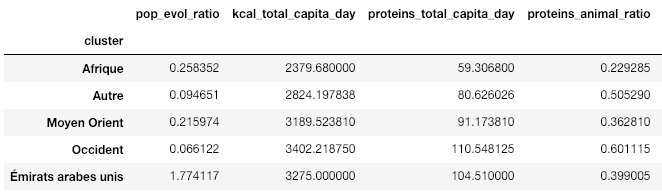 pop_evol_ratio kcal_total_capita_day proteins_total_capita_day proteins_animal_ratio
cluster
Afrique 0.258352 2379.680000 59.306800 0.229285
Autre 0.094651 2824.197838 80.626026 0.505290
Moyen Orient 0.215974 3189.523810 91.173810 0.362810
Occident 0.066122 3402.218750 110.548125 0.601115
Émirats arabes unis 1.774117 3275.000000 104.510000 0.399005